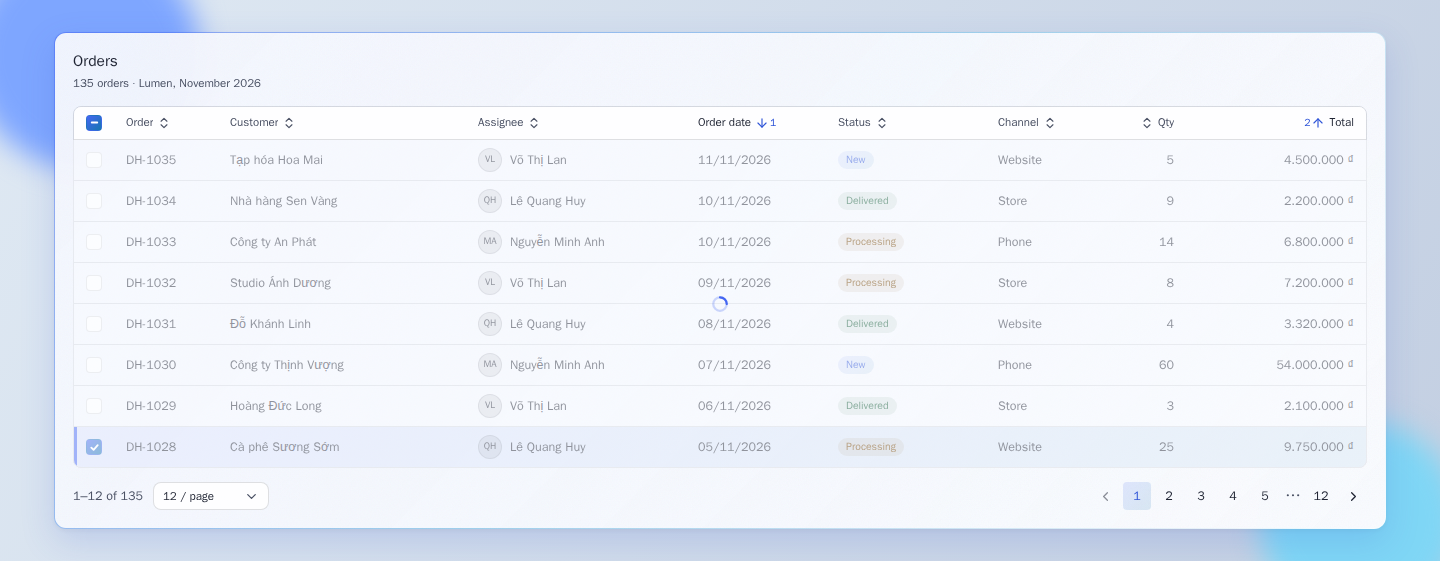 Orders
135 orders · Lumen, November 2026
Order Customer Assignee Order date 1 Status Channel Qty 2 Total
DH-1035 Tạp hóa Hoa Mai VL Võ Thị Lan 11/11/2026 New Website 5 4.500.000 ₫
DH-1034 Nhà hàng Sen Vàng QH Lê Quang Huy 10/11/2026 Delivered Store 9 2.200.000 ₫
DH-1033 Công ty An Phát MA Nguyễn Minh Anh 10/11/2026 Processing Phone 14 6.800.000 ₫
DH-1032 Studio Ánh Dương VL Võ Thị Lan 09/11/2026 Processing Store 8 7.200.000 ₫
DH-1031 Đỗ Khánh Linh QH Lê Quang Huy 08/11/2026 Delivered Website 4 3.320.000 ₫
DH-1030 Công ty Thịnh Vượng MA Nguyễn Minh Anh 07/11/2026 New Phone 60 54.000.000 ₫
DH-1029 Hoàng Đức Long VL Võ Thị Lan 06/11/2026 Delivered Store 3 2.100.000 ₫
DH-1028 Cà phê Sương Sớm QH Lê Quang Huy 05/11/2026 Processing Website 25 9.750.000 ₫
1–12 of 135 12 / page 1 2 3 4 5 ··· 12